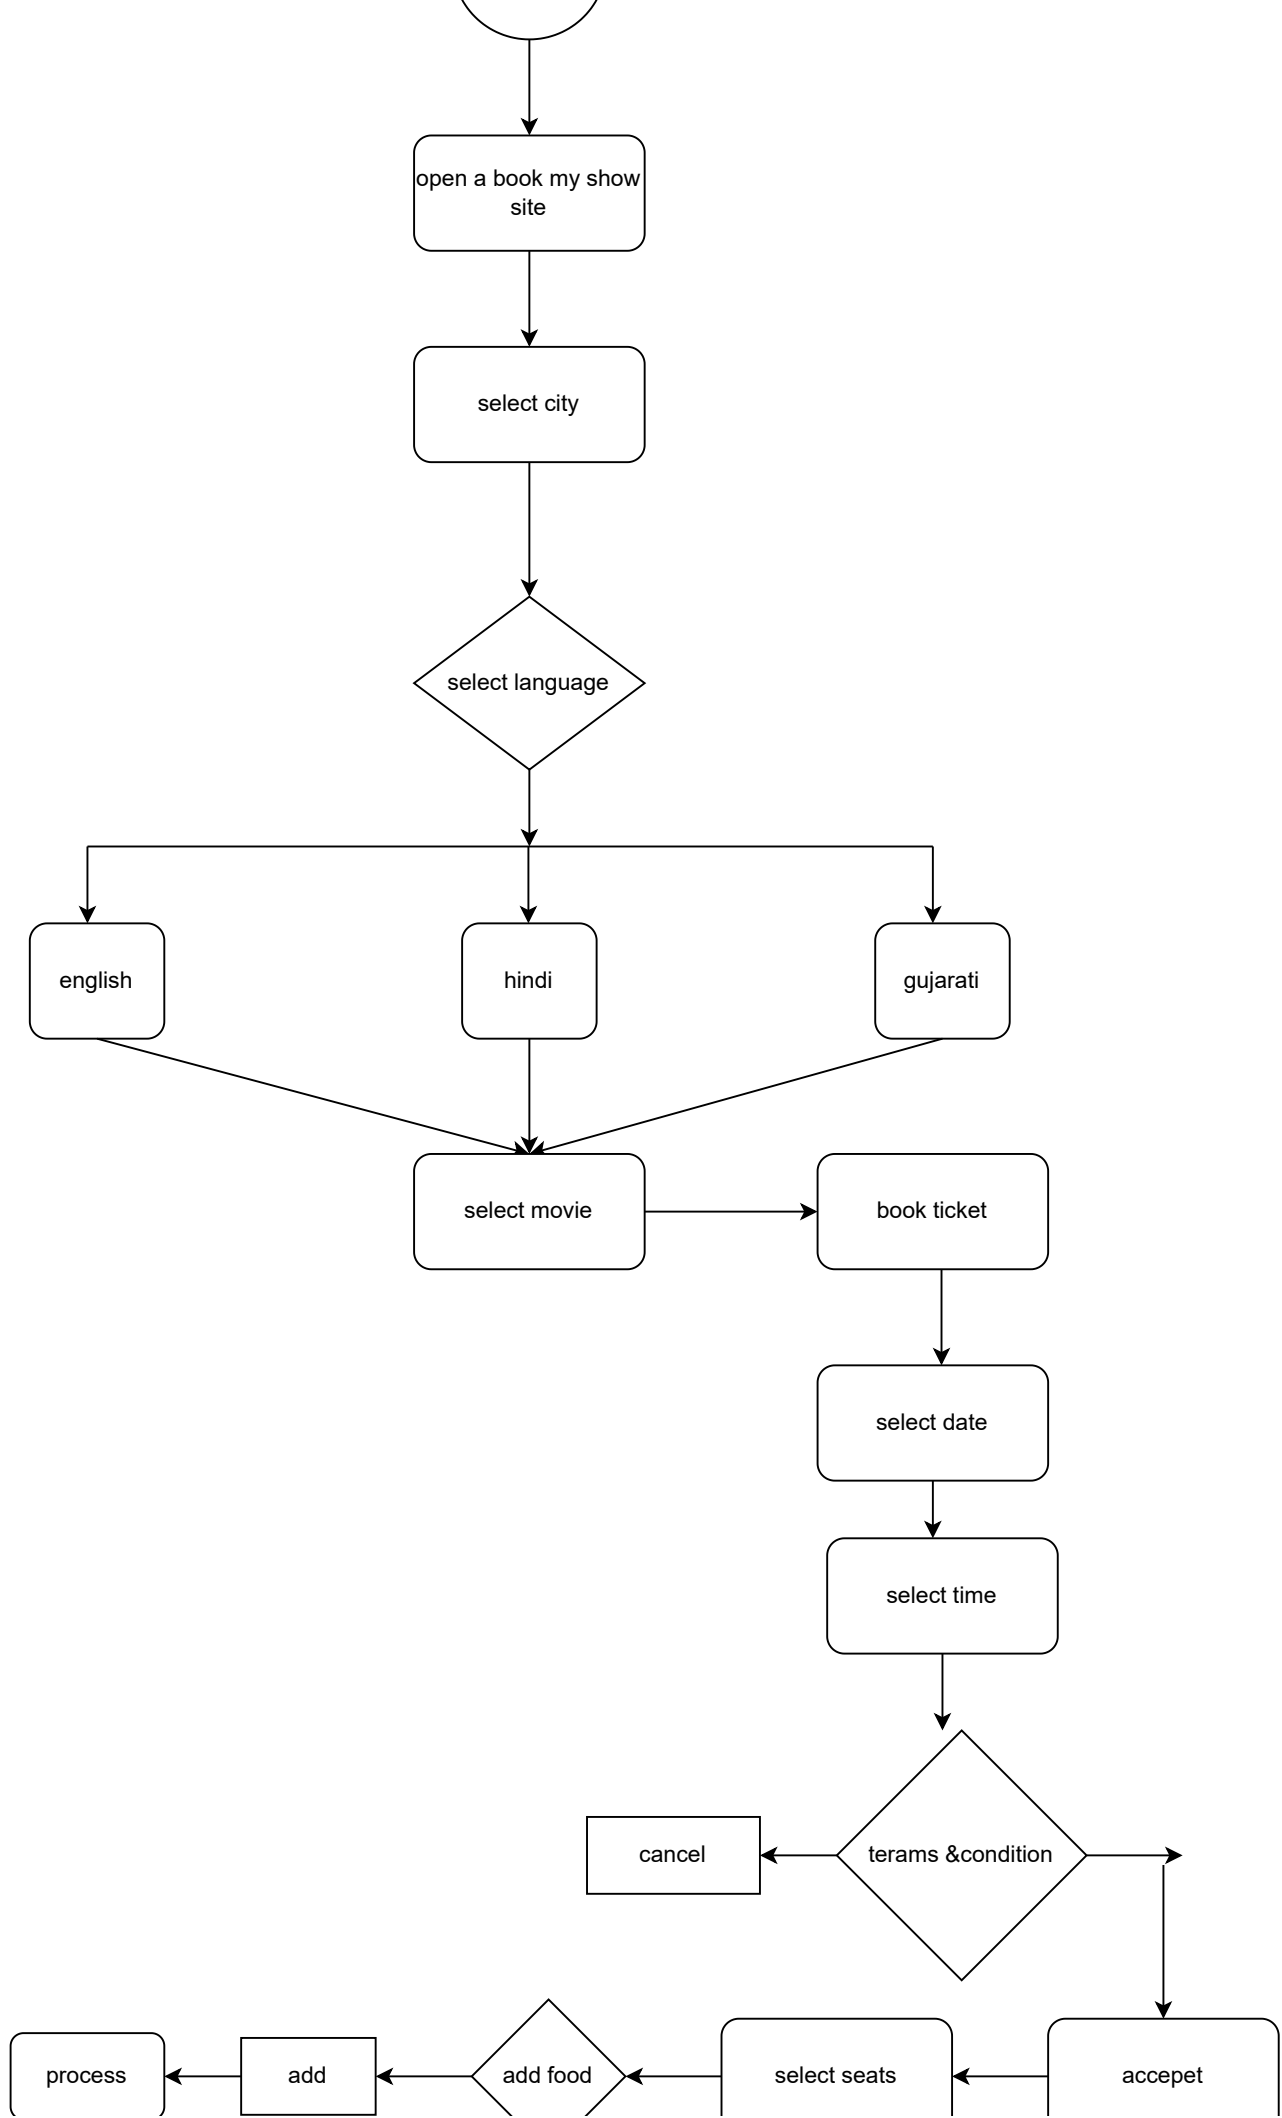 open a book my show
site
select city
select language
english
hindi
gujarati
select movie
book ticket
select date
select time
cancel
terams &condition
process
add
add food
select seats
accepet